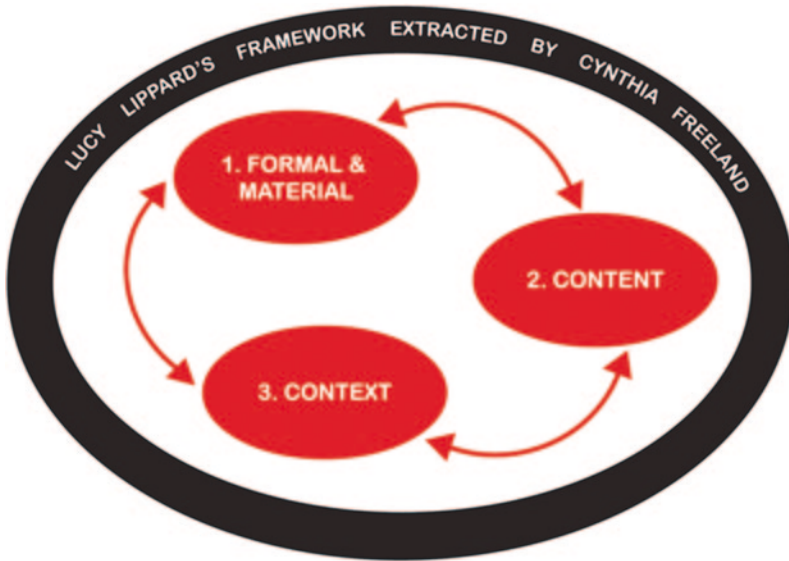 LUCY LIPPARD'S FRAMEWORK EXTRACTED BY CYNTHIA FREELAND
1. FORMAL &
MATERIAL
2. CONTENT
3. CONTEXT